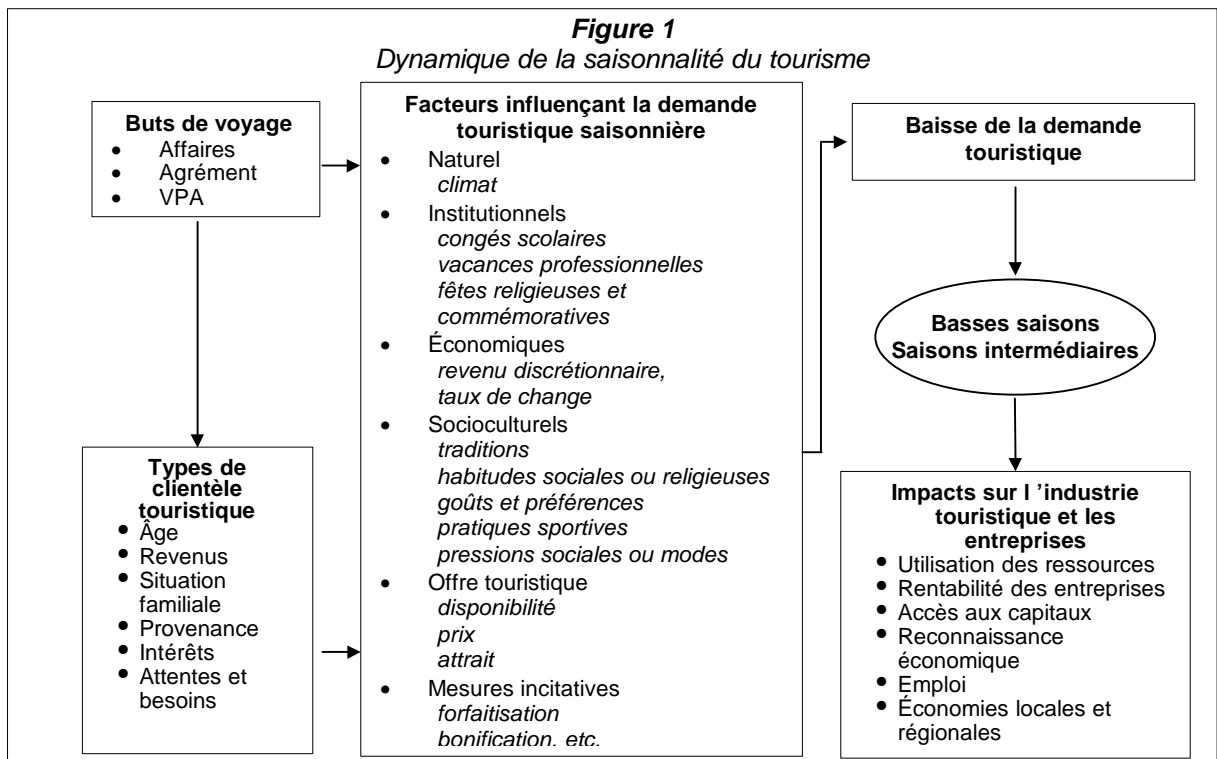 Figure 1
Dynamique de la saisonnalité du tourisme
Buts de voyage
• Affaires
• Agrément
• VPA
Types de
clientèle
touristique
• Âge
• Revenus
• Situation
familiale
• Provenance
• Intérêts
• Attentes et
besoins
Facteurs influençant la demande
touristique saisonnière
• Naturel
climat
• Institutionnels
congés scolaires
vacances professionnelles
fêtes religieuses et
commémoratives
• Économiques
revenu discrétionnaire,
taux de change
• Socioculturels
traditions
habitudes sociales ou religieuses
goûts et préférences
pratiques sportives
pressions sociales ou modes
• Offre touristique
disponibilité
prix
attrait
• Mesures incitatives
forfaitisation
bonification, etc.
Baisse de la demande
touristique
Basses saisons
Saisons intermédiaires
Impacts sur l ’industrie
touristique et les
entreprises
• Utilisation des ressources
• Rentabilité des entreprises
• Accès aux capitaux
• Reconnaissance
économique
• Emploi
• Économies locales et
régionales